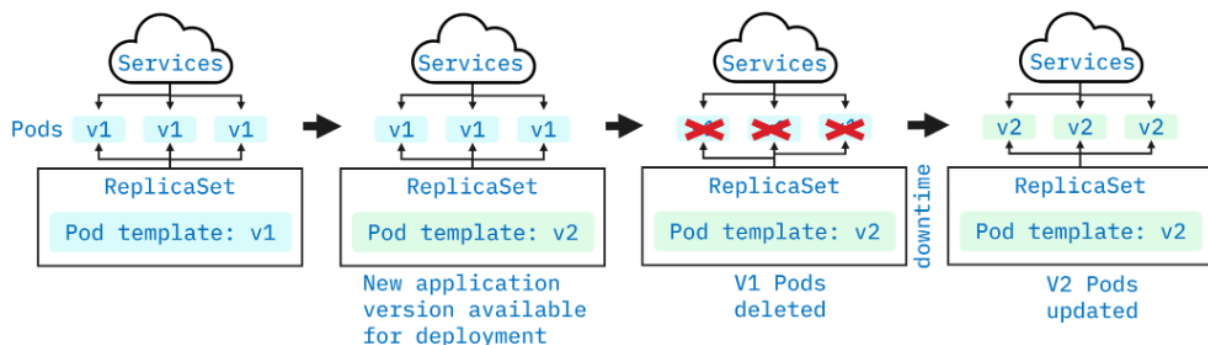 Services
Services
Services
Services
Pods v1 v1 v1
v1 v1 v1
v2 v2 v2
ReplicaSet
Pod template: v1
ReplicaSet
Pod template: v2
ReplicaSet
Pod template: v2
downtime
ReplicaSet
Pod template: v2
New application
version available
for deployment
V1 Pods
deleted
V2 Pods
updated